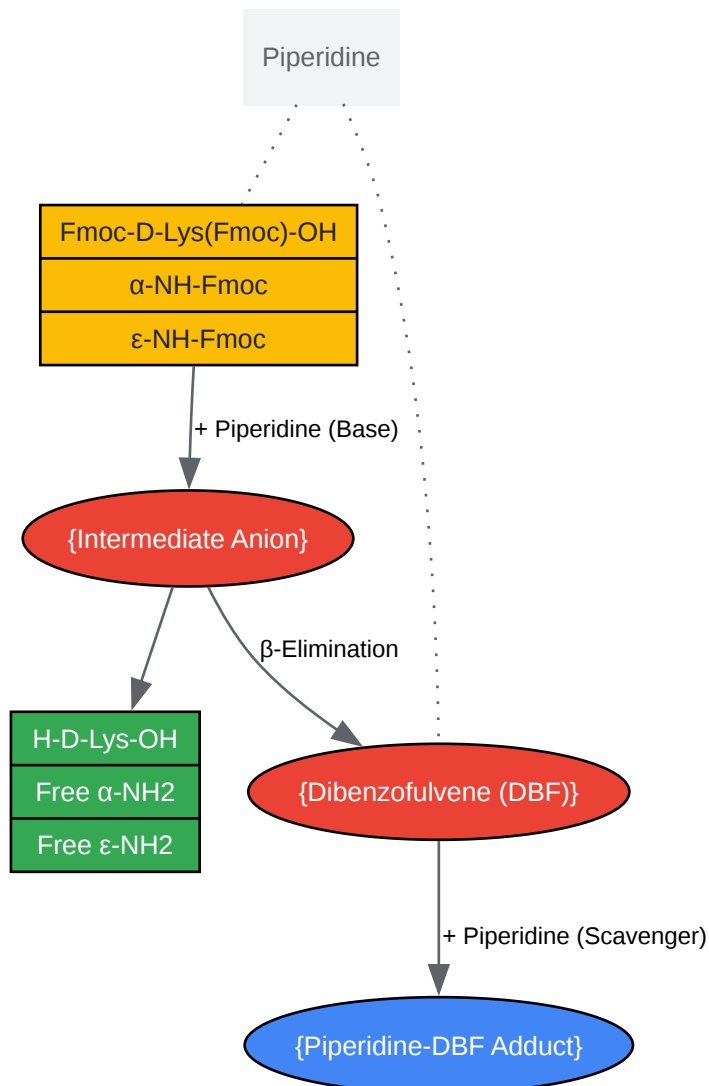 Piperidine
Fmoc-D-Lys(Fmoc)-OH
α-NH-Fmoc
ε-NH-Fmoc
+ Piperidine (Base)
{Intermediate Anion}
β-Elimination
H-D-Lys-OH
Free α-NH2
Free ε-NH2
{Dibenzofulvene (DBF)}
+ Piperidine (Scavenger)
{Piperidine-DBF Adduct}